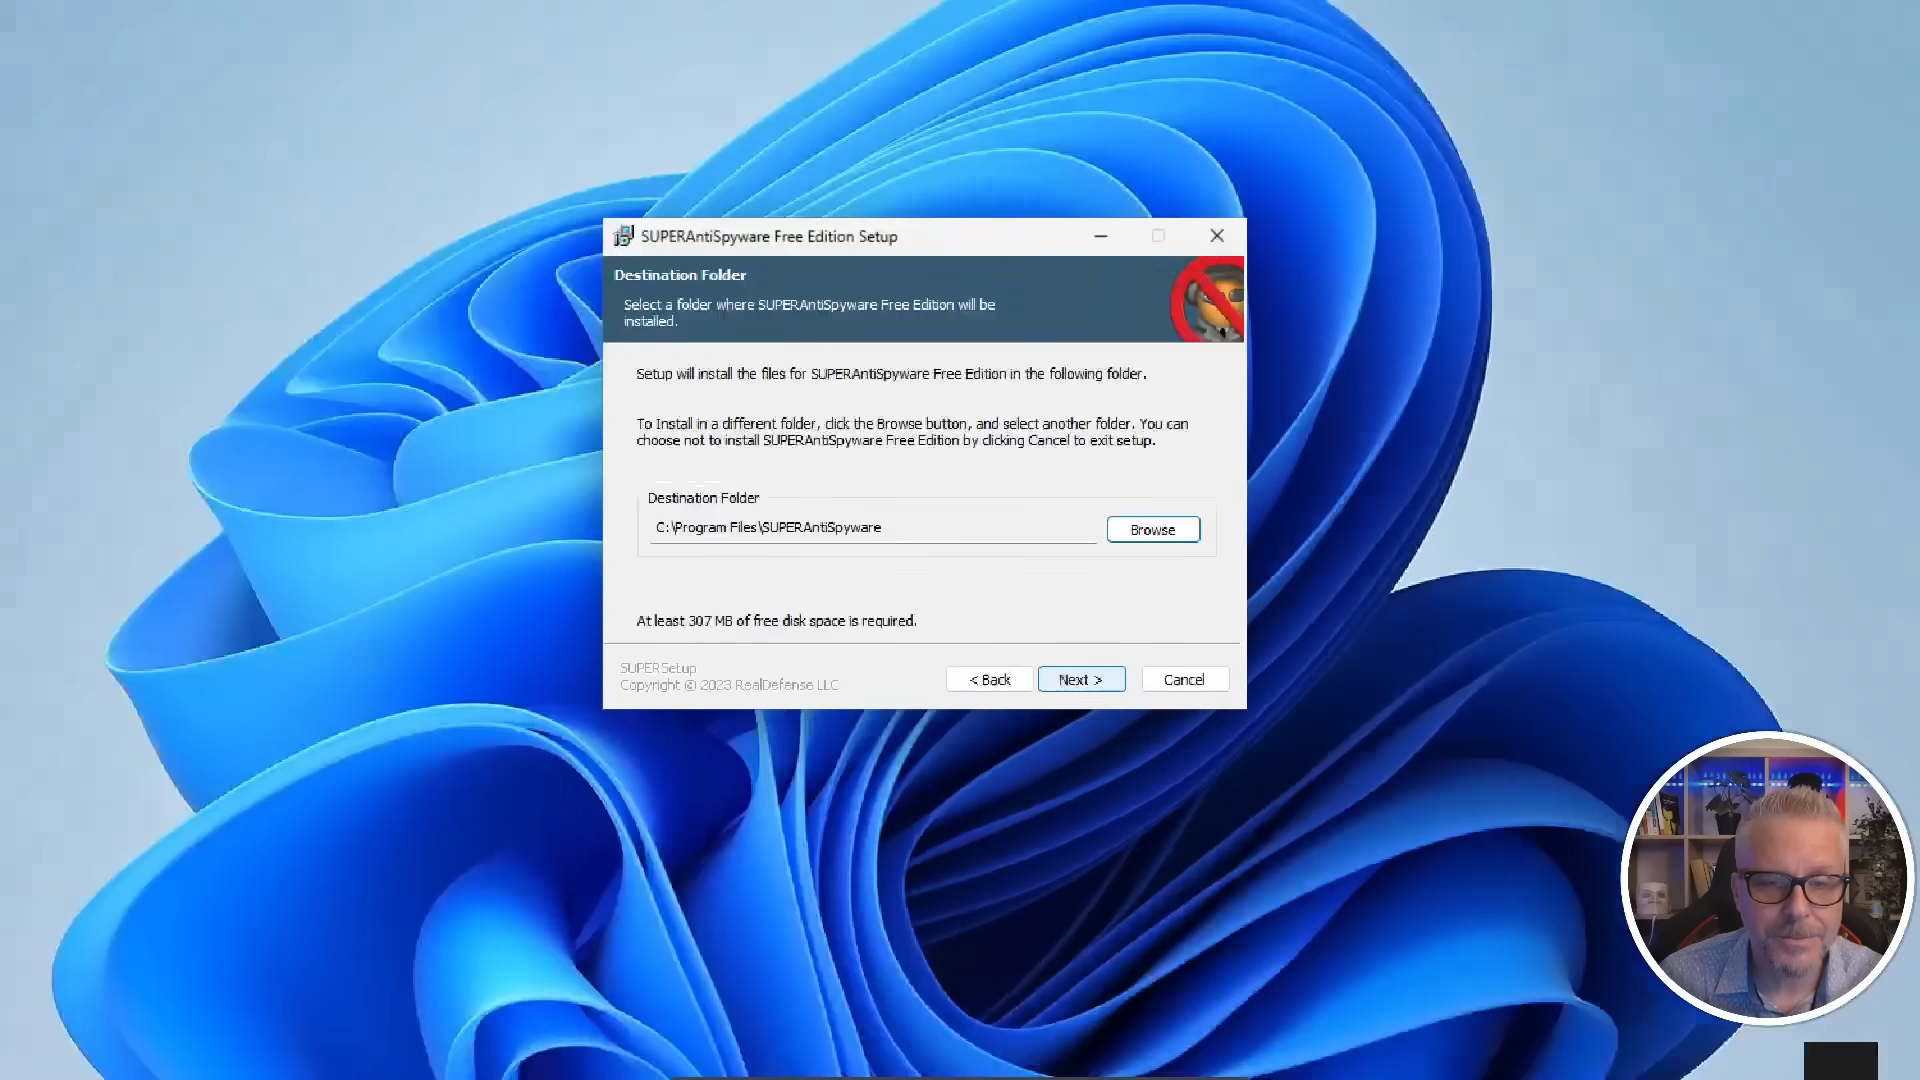 SUPERAntiSpyware Free Edition Setup
Destination Folder
Select a folder where SUPERAntiSpyware Free Edition will be
installed.
Setup will install the files for SUPERAntiSpyware Free Edition in the following folder.
To Install in a different folder, click the Browse button, and select another folder. You can
choose not to install SUPERAntiSpyware Free Edition by clicking Cancel to exit setup.
Destination Folder
C:\Program Files\SUPERAntiSpyware
Browse
At least 307 MB of free disk space is required.
SUPERSetup
Copyright © 2023 RealDefense LLC
< Back
Next >
Cancel